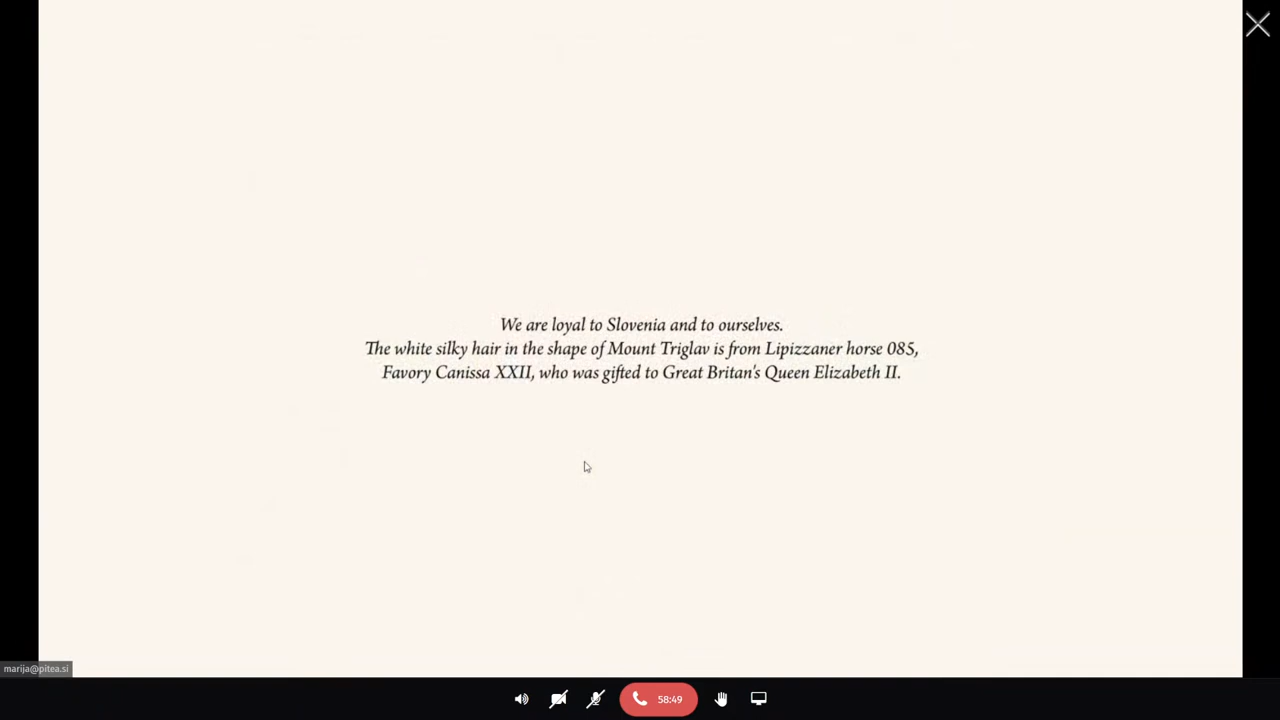 We are loyal to Slovenia and to ourselves.
The white silky hair in the shape of Mount Triglav is from Lipizzaner horse 085,
Favory Canissa XXII, who was gifted to Great Britan's Queen Elizabeth II.
marija@pitea.si
58:49